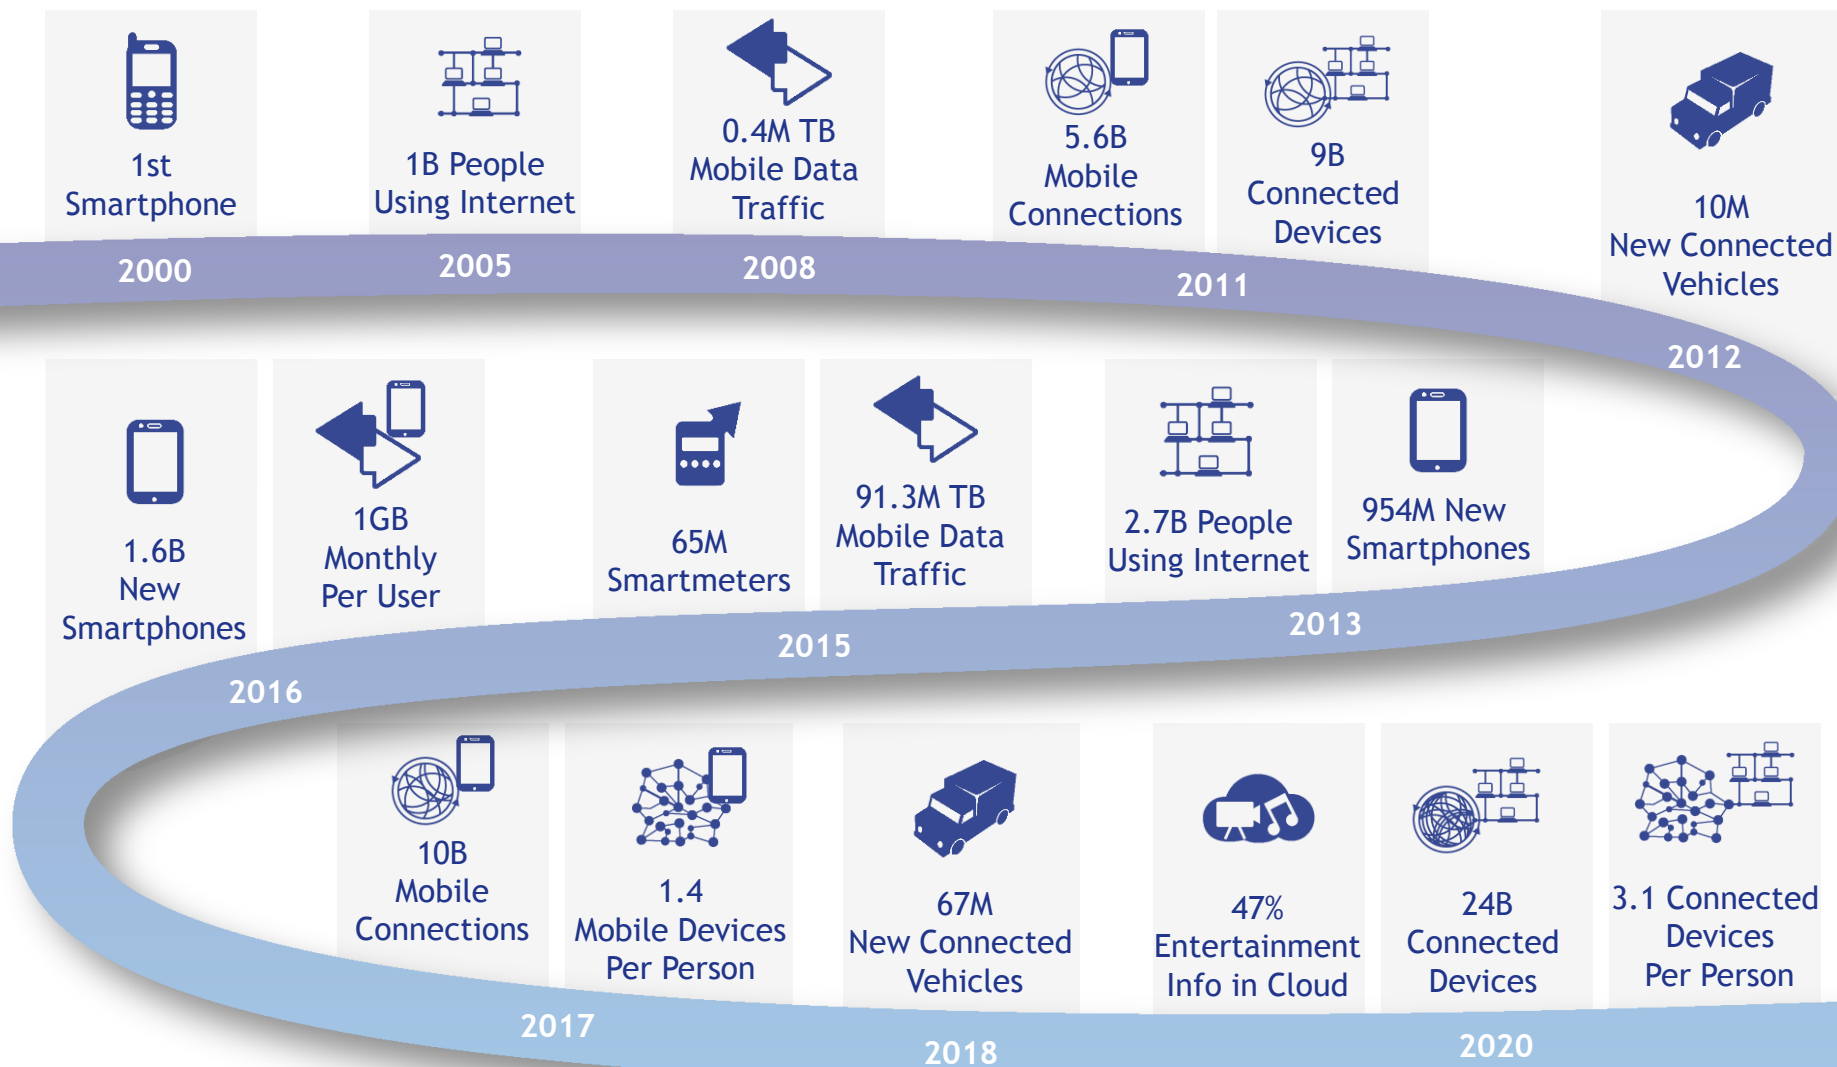 1st
Smartphone
1B People
Using Internet
0.4M TB
Mobile Data
Traffic
5.6B
Mobile
Connections
9B
Connected
Devices
10M
New Connected
Vehicles
2000
2005
2008
2011
2012
1.6B
New
Smartphones
1GB
Monthly
Per User
65M
Smartmeters
91.3M TB
Mobile Data
Traffic
2.7B People
Using Internet
954M New
Smartphones
2016
2015
2013
10B
Mobile
Connections
1.4
Mobile Devices
Per Person
67M
New Connected
Vehicles
47%
Entertainment
Info in Cloud
24B
Connected
Devices
3.1 Connected
Devices
Per Person
2017
2018
2020